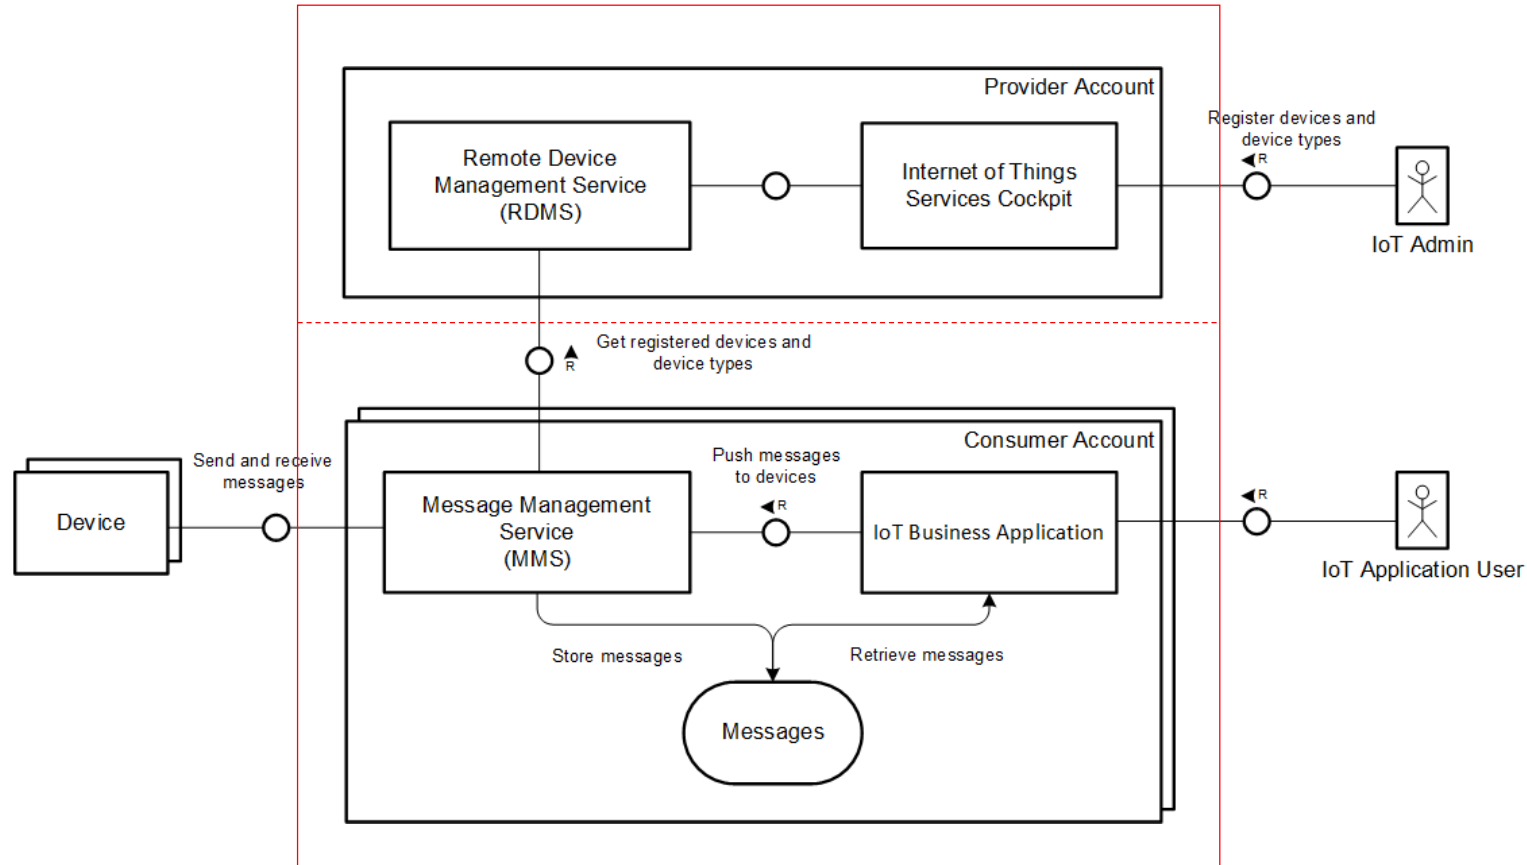 Provider Account
Register devices and
device types
R
Remote Device
Management Service
(RDMS)
Internet of Things
Services Cockpit
IoT Admin
Get registered devices and
device types
R
Consumer Account
Send and receive
messages
Push messages
to devices
R
R
Device
Message Management
Service
(MMS)
IoT Business Application
IoT Application User
Store messages
Retrieve messages
Messages